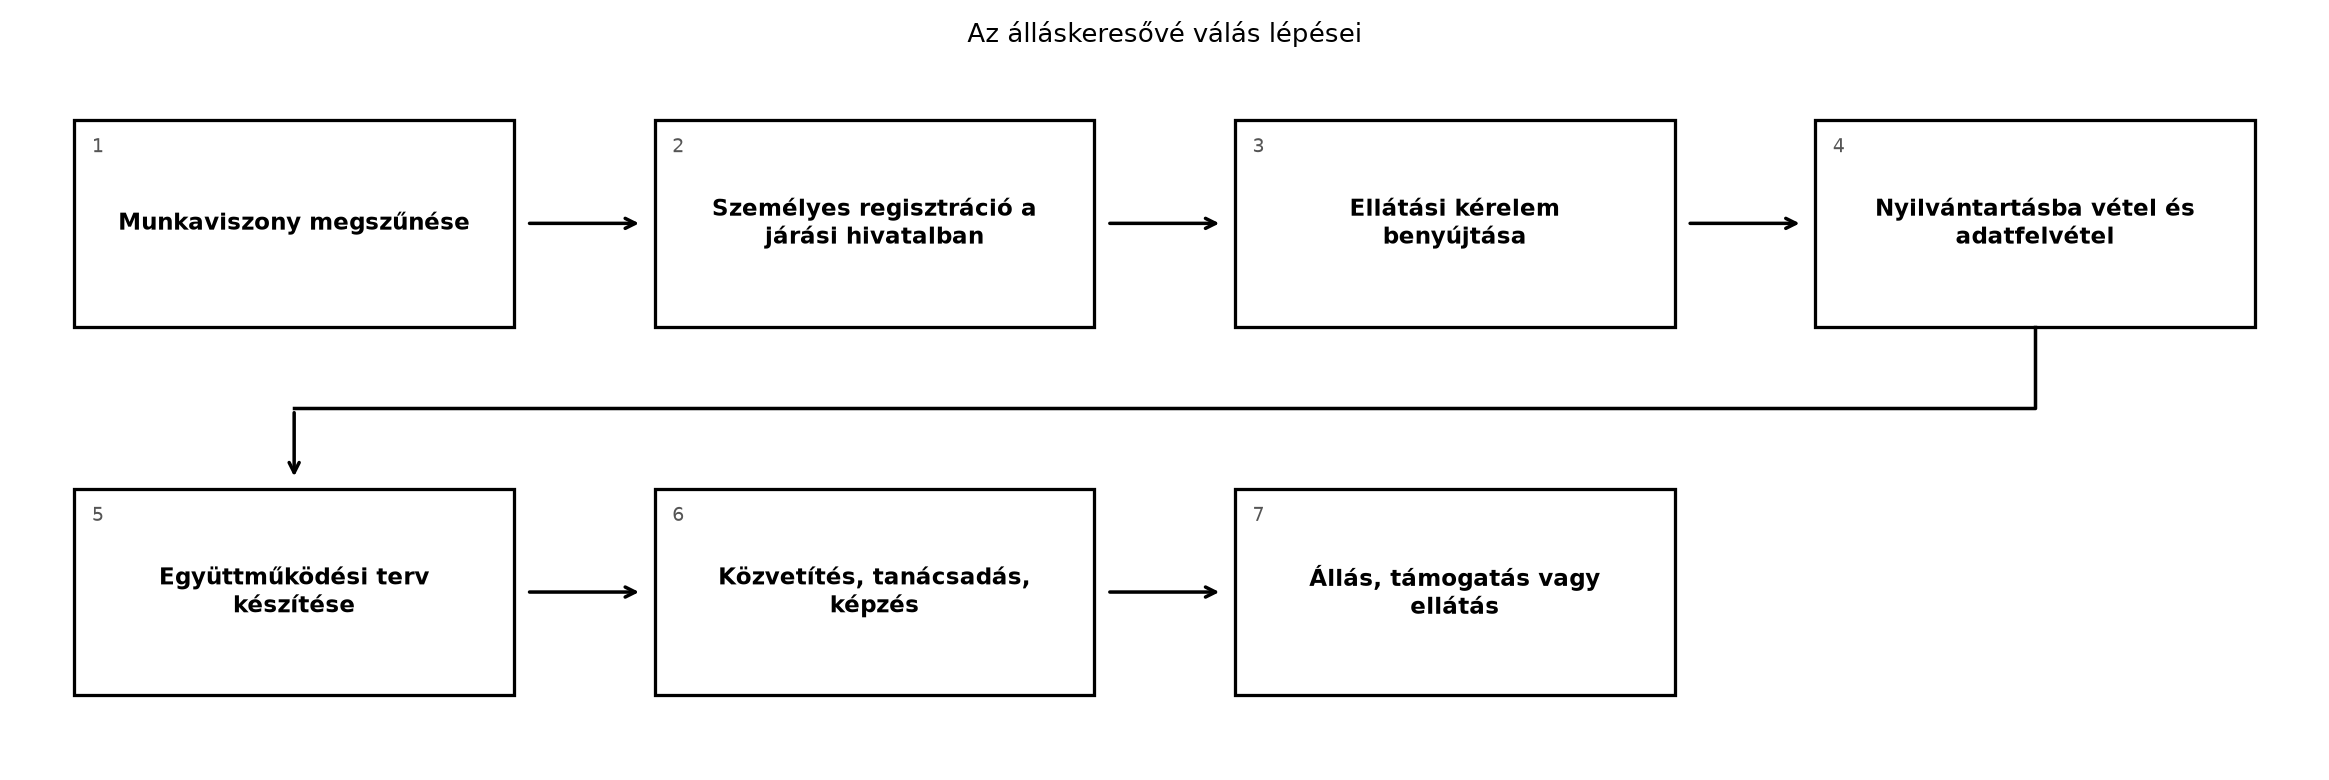 Az álláskeresővé válás lépései
1
Munkaviszony megszűnése
2
Személyes regisztráció a
járási hivatalban
3
Ellátási kérelem
benyújtása
4
Nyilvántartásba vétel és
adatfelvétel
5
Együttműködési terv
készítése
6
Közvetítés, tanácsadás,
képzés
7
Állás, támogatás vagy
ellátás